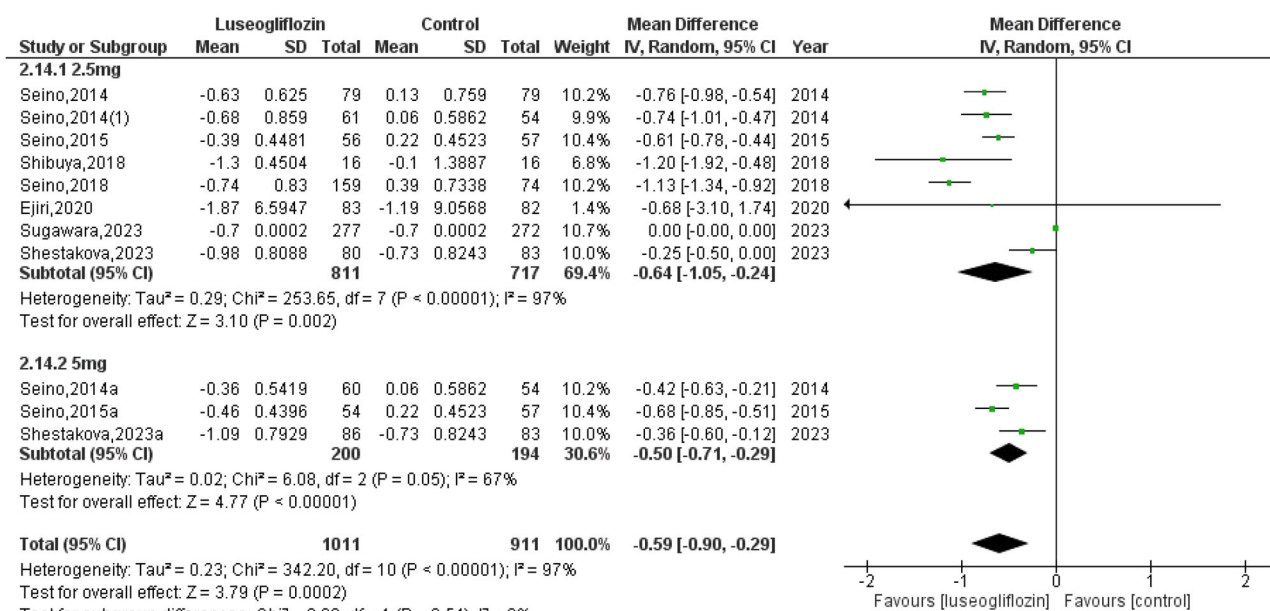 Luseogliflozin Control Mean Difference Mean Difference
Study or Subgroup Mean SD Total Mean SD Total Weight IV, Random, 95% CI Year IV, Random, 95% CI
2.14.1 2.5mg
Seino,2014 -0.63 0.625 79 0.13 0.759 79 10.2% -0.76 [-0.98, -0.54] 2014
Seino,2014(1) -0.68 0.859 61 0.06 0.5862 54 9.9% -0.74 [-1.01, -0.47] 2014
Seino,2015 -0.39 0.4481 56 0.22 0.4523 57 10.4% -0.61 [-0.78, -0.44] 2015
Shibuya,2018 -1.3 0.4504 16 -0.1 1.3887 16 6.8% -1.20 [-1.92, -0.48] 2018
Seino,2018 -0.74 0.83 159 0.39 0.7338 74 10.2% -1.13 [-1.34, -0.92] 2018
Ejiri,2020 -1.87 6.5947 83 -1.19 9.0568 82 1.4% -0.68 [-3.10, 1.74] 2020
Sugawara,2023 -0.7 0.0002 277 -0.7 0.0002 272 10.7% 0.00 [-0.00, 0.00] 2023
Shestakova,2023 -0.98 0.8088 80 -0.73 0.8243 83 10.0% -0.25 [-0.50, 0.00] 2023
Subtotal (95% CI) 811 717 69.4% -0.64 [-1.05, -0.24]
Heterogeneity: Tau² = 0.29; Chi² = 253.65, df = 7 (P < 0.00001); I² = 97%
Test for overall effect: Z = 3.10 (P = 0.002)
2.14.2 5mg
Seino,2014a -0.36 0.5419 60 0.06 0.5862 54 10.2% -0.42 [-0.63, -0.21] 2014
Seino,2015a -0.46 0.4396 54 0.22 0.4523 57 10.4% -0.68 [-0.85, -0.51] 2015
Shestakova,2023a -1.09 0.7929 86 -0.73 0.8243 83 10.0% -0.36 [-0.60, -0.12] 2023
Subtotal (95% CI) 200 194 30.6% -0.50 [-0.71, -0.29]
Heterogeneity: Tau² = 0.02; Chi² = 6.08, df = 2 (P = 0.05); I² = 67%
Test for overall effect: Z = 4.77 (P < 0.00001)
Total (95% CI) 1011 911 100.0% -0.59 [-0.90, -0.29]
Heterogeneity: Tau² = 0.23; Chi² = 342.20, df = 10 (P < 0.00001); I² = 97%
Test for overall effect: Z = 3.79 (P = 0.0002)
-2 -1 0 1 2
Favours [luseogliflozin] Favours [control]